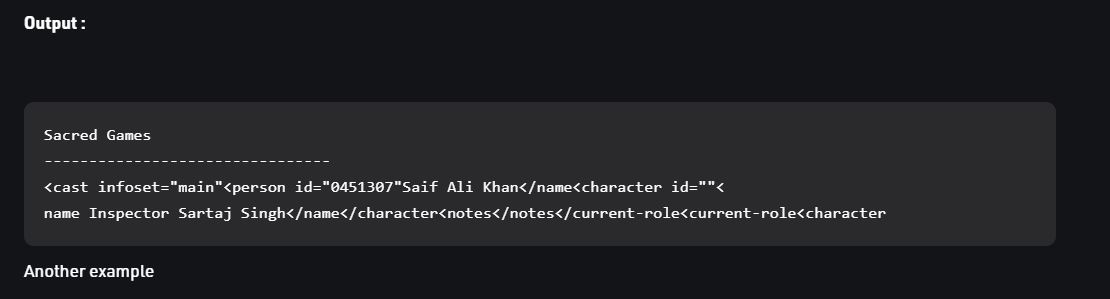 Output :
Sacred Games
--------------------------------
<cast infoset="main"<person id="0451307"Saif Ali Khan</name<character id=""<
name Inspector Sartaj Singh</name</character<notes</notes</current-role<current-role<character
Another example